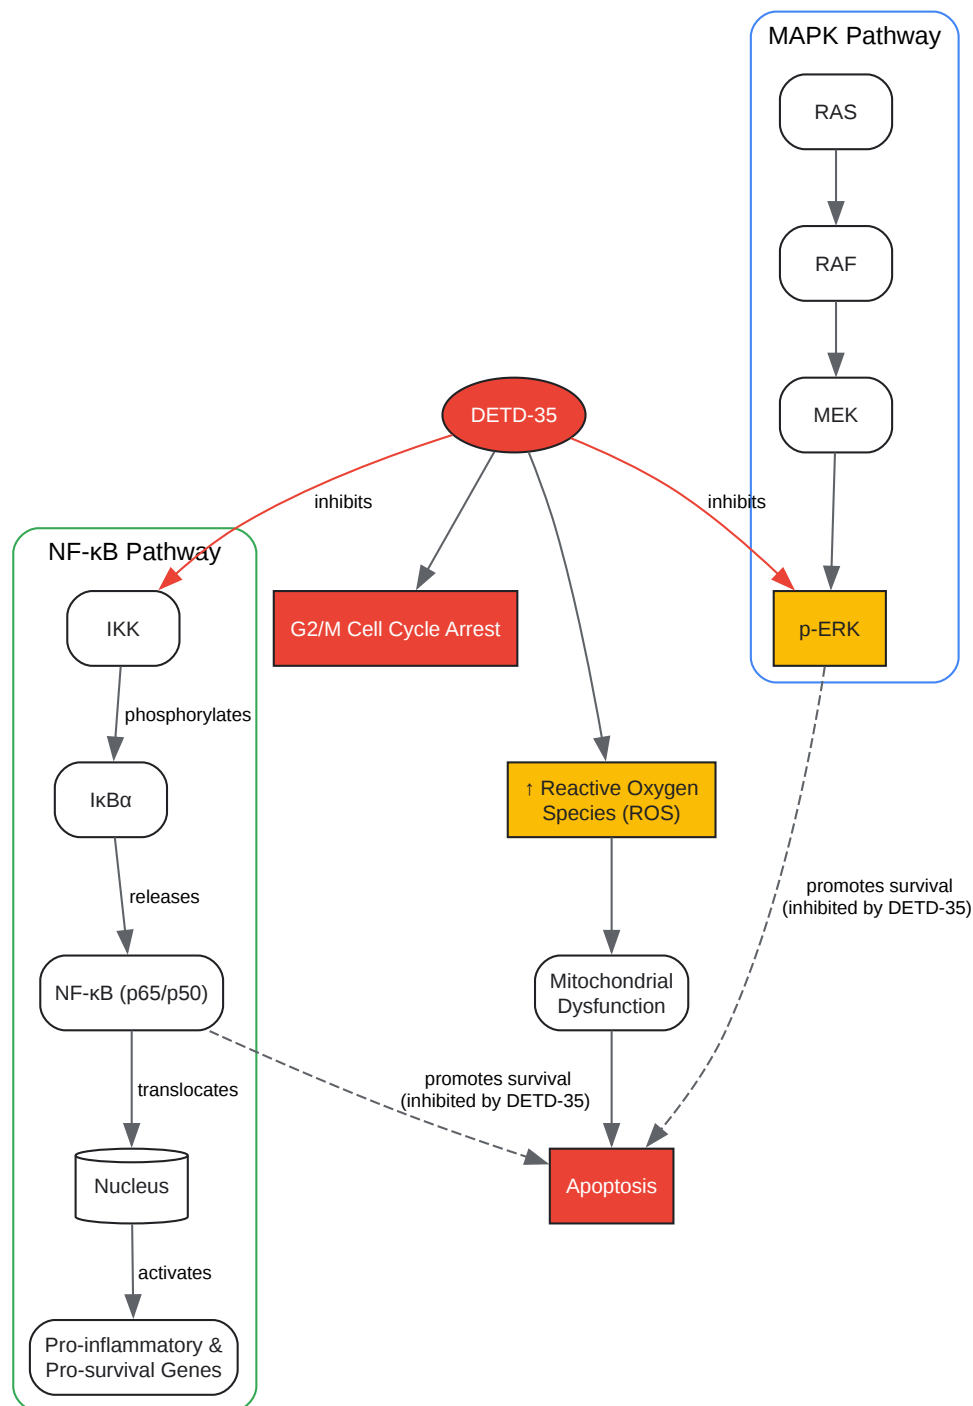 MAPK Pathway
RAS
RAF
MEK
DETD-35
inhibits
inhibits
NF-κB Pathway
IKK
G2/M Cell Cycle Arrest
p-ERK
phosphorylates
IκBα
↑ Reactive Oxygen
Species (ROS)
releases
promotes survival
(inhibited by DETD-35)
NF-κB (p65/p50)
Mitochondrial
Dysfunction
translocates
promotes survival
(inhibited by DETD-35)
Nucleus
Apoptosis
activates
Pro-inflammatory &
Pro-survival Genes